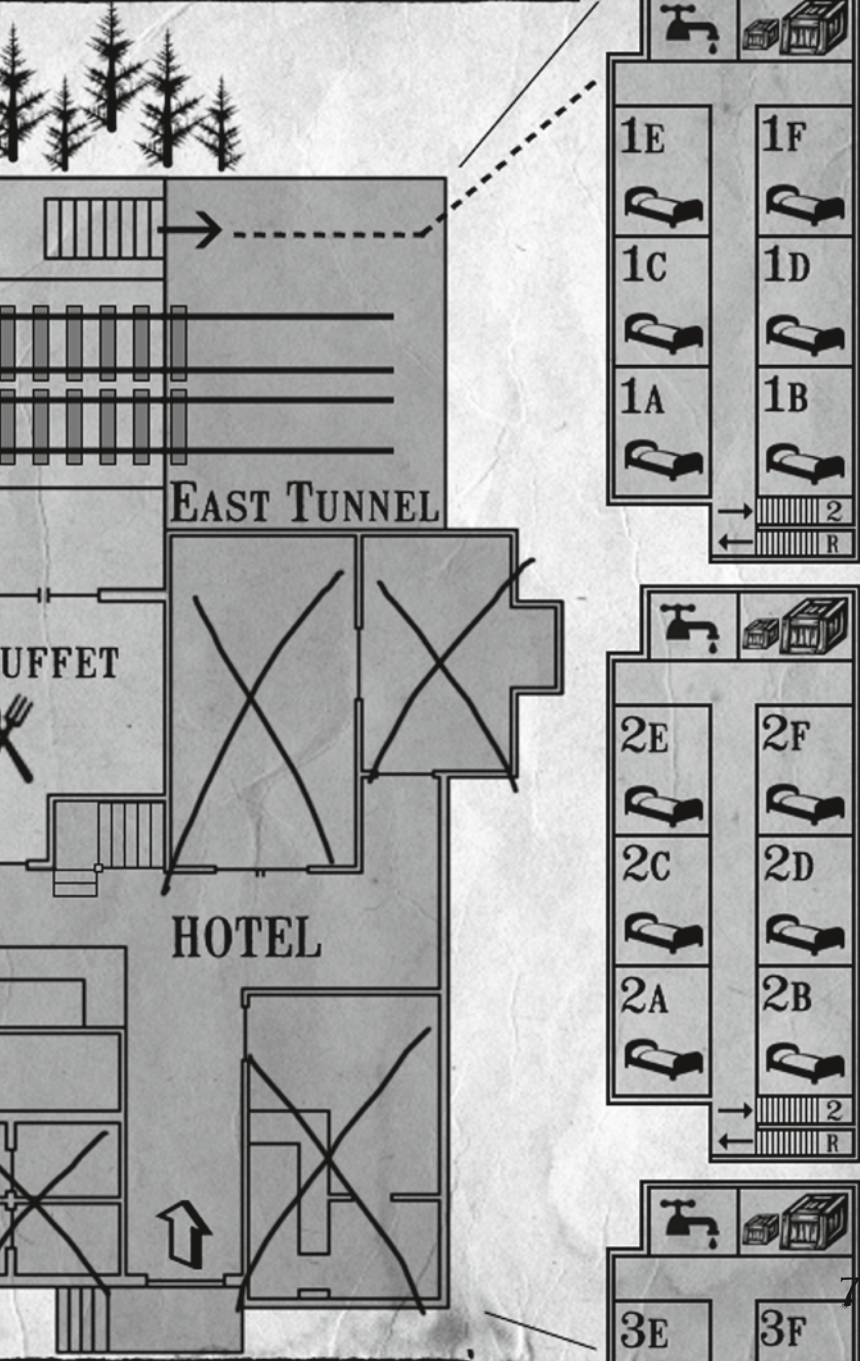 1E
1F
1C
1D
1A
1B
2
R
EAST TUNNEL
UFFET
HOTEL
2E
2F
2C
2D
2A
2B
2
R
7
3E
3F